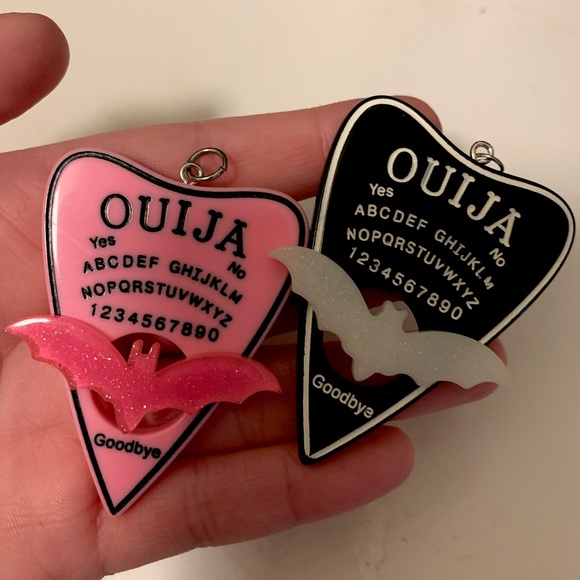 OUIJA
Yes No
ABCDEF GHIJKLM
NOPQRSTUVWXYZ
1234567890
Goodbye
OUIJA
Yes No
ABCDEF GHIJKLM
NOPQRSTUVWXYZ
1234567890
Goodbye